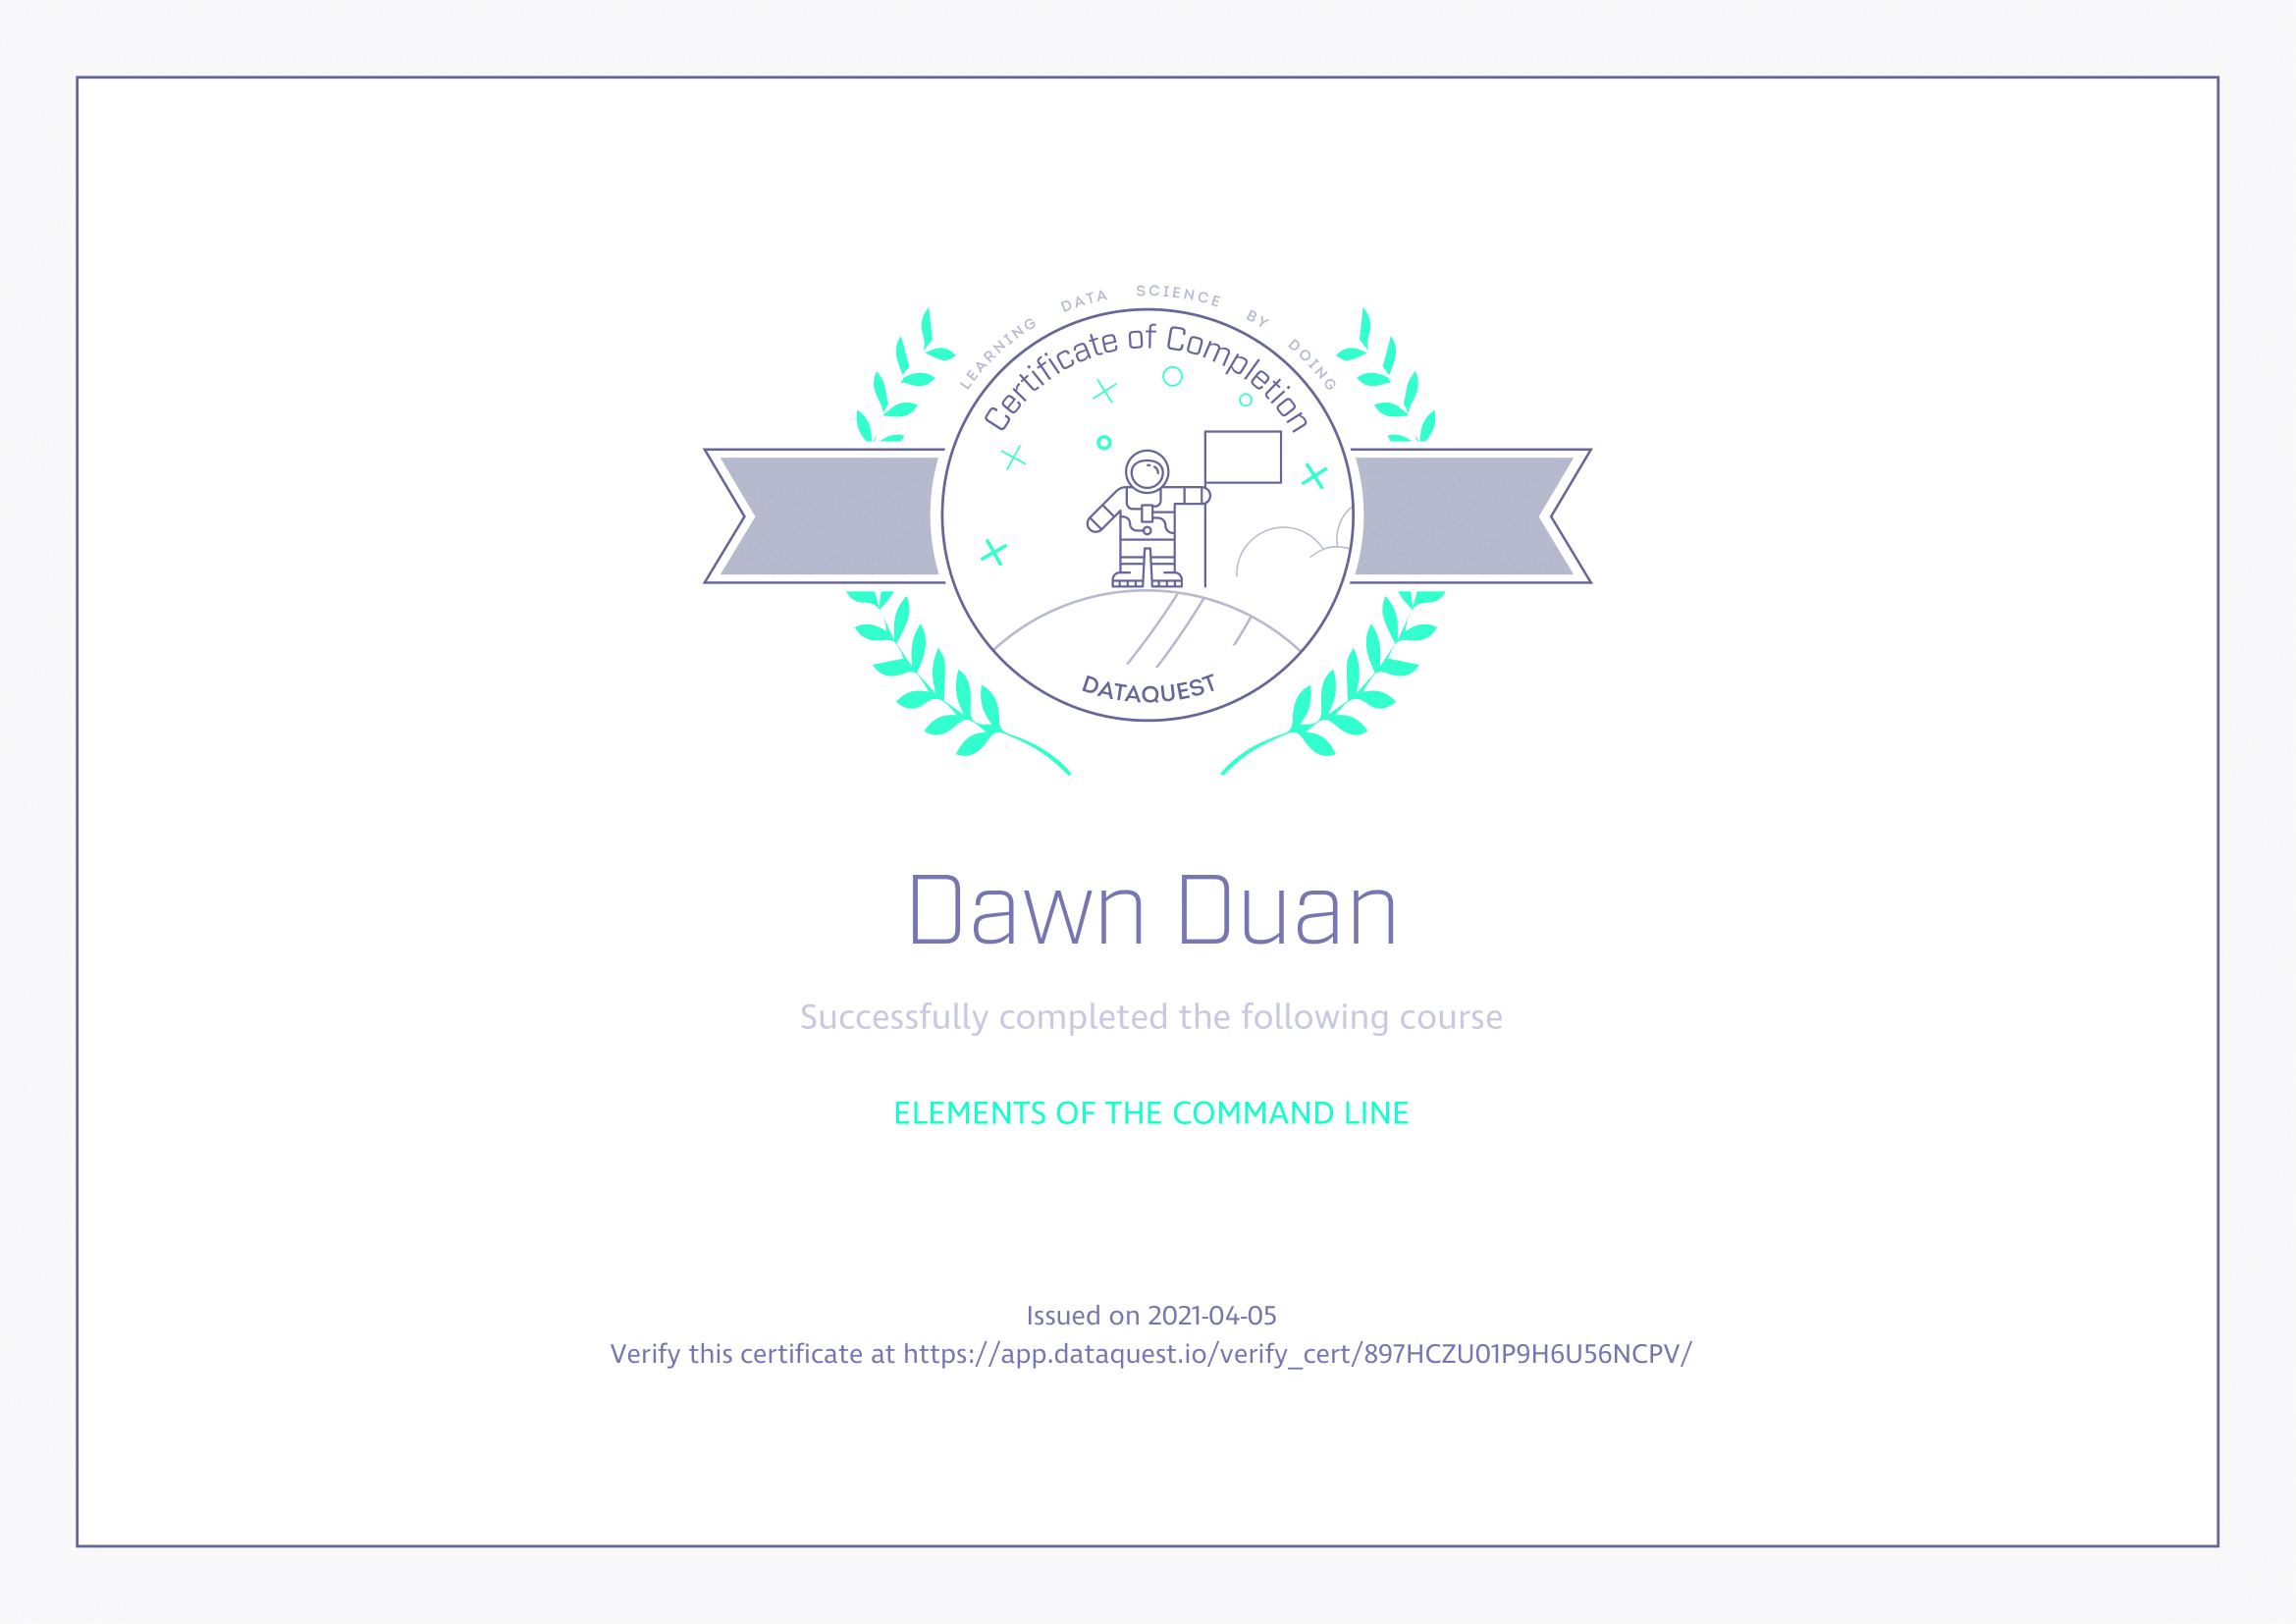 LEARNING DATA SCIENCE BY DOING
Certificate of Completion
DATAQUEST
Dawn Duan
Successfully completed the following course
ELEMENTS OF THE COMMAND LINE
Issued on 2021-04-05
Verify this certificate at https://app.dataquest.io/verify_cert/897HCZU01P9H6U56NCPV/